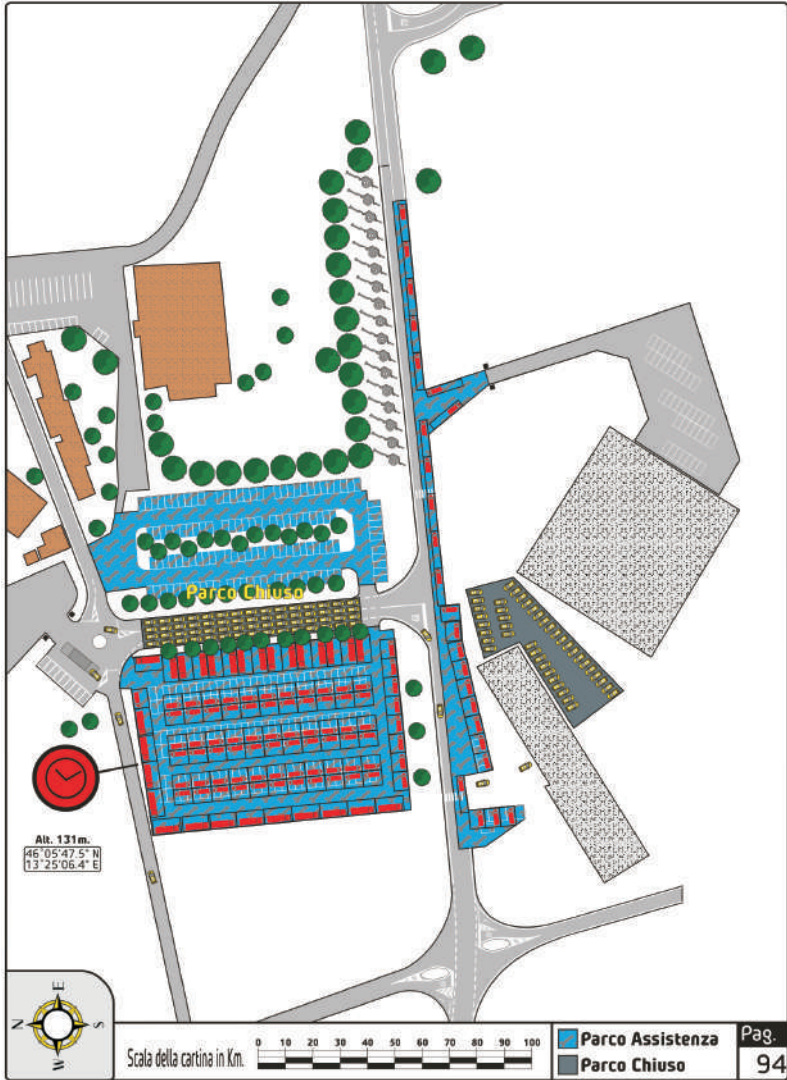 Parco Chiuso
Alt. 131m.
46°05'47.5" N
13°25'06.4" E
N
E
S
W
Scala della cartina in Km.
0 10 20 30 40 50 60 70 80 90 100
Parco Assistenza
Parco Chiuso
Pag.
94